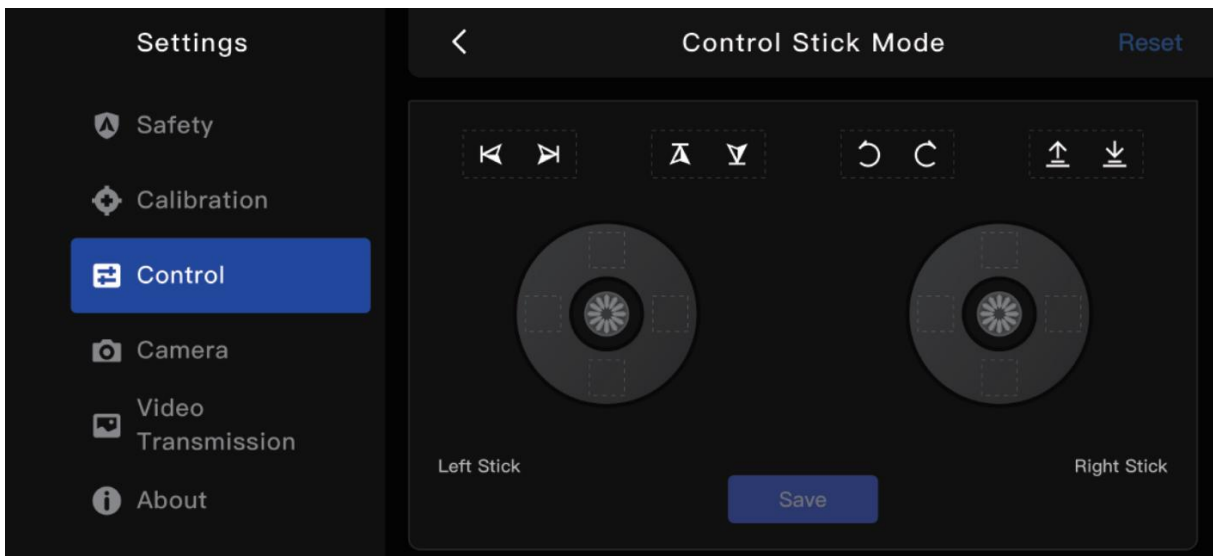 Settings
Safety
Calibration
Control
Camera
Video
Transmission
About
Control Stick Mode
Reset
Left Stick
Right Stick
Save